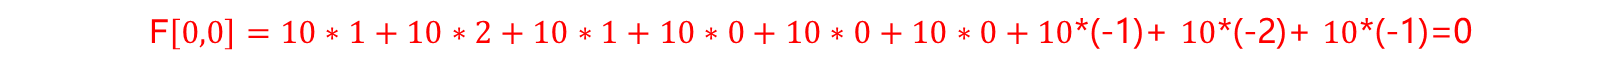 F[0,0] = 10 ∗ 1 + 10 ∗ 2 + 10 ∗ 1 + 10 ∗ 0 + 10 ∗ 0 + 10 ∗ 0 + 10*(-1)+ 10*(-2)+ 10*(-1)=0